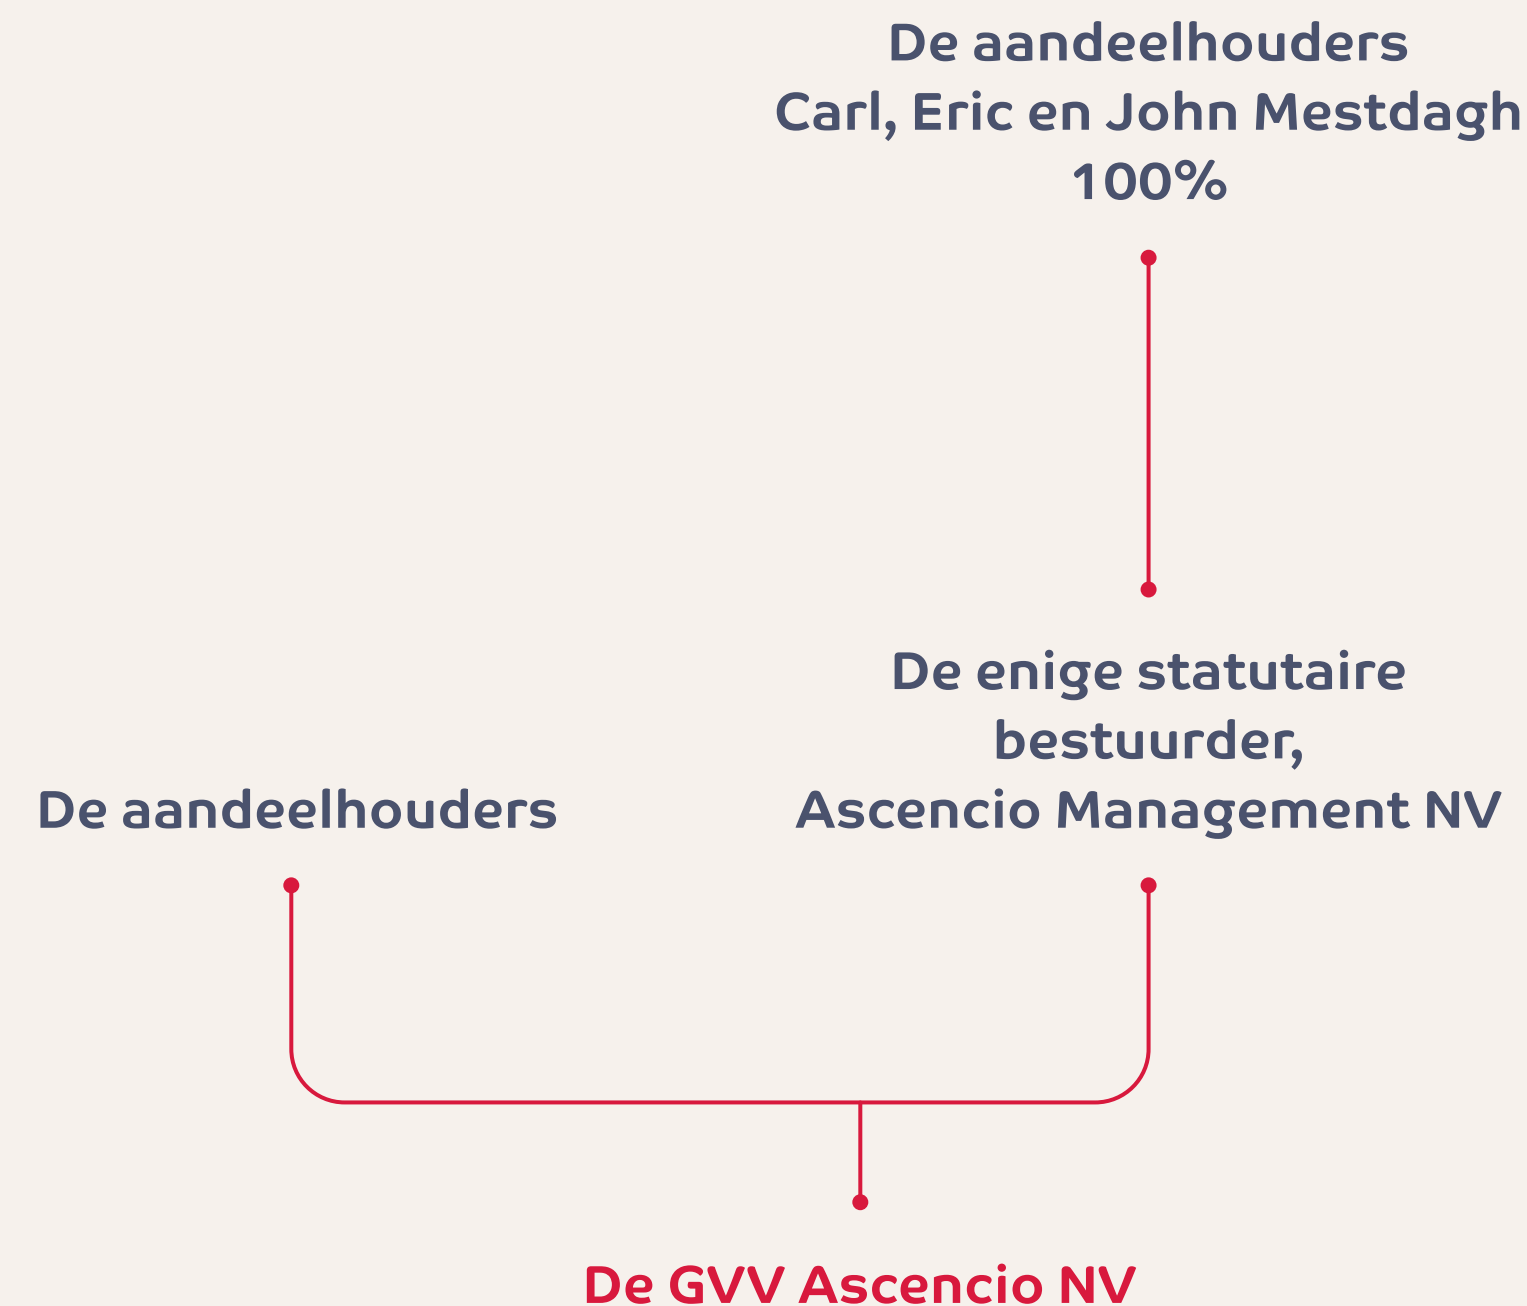 De aandeelhouders
Carl, Eric en John Mestdagh
100%
De enige statutaire
bestuurder,
Ascencio Management NV
De aandeelhouders
De GVV Ascencio NV